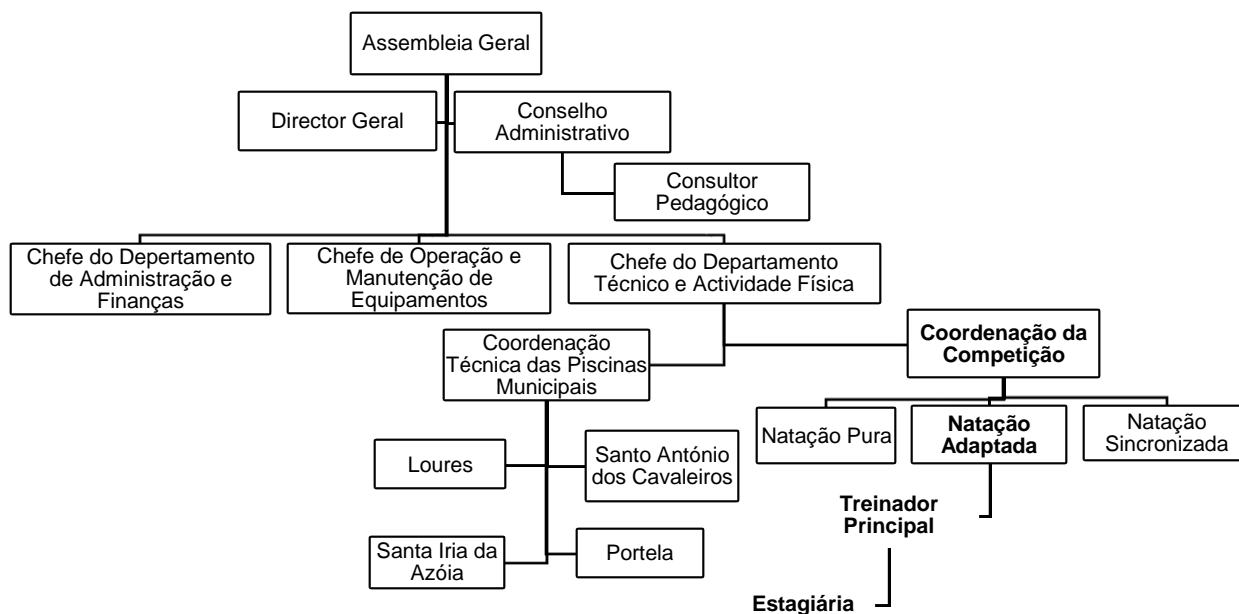 Assembleia Geral
Director Geral
Conselho
Administrativo
Consultor
Pedagógico
Chefe do Depertamento
de Administração e
Finanças
Chefe de Operação e
Manutenção de
Equipamentos
Chefe do Departamento
Técnico e Actividade Física
Coordenação
Técnica das Piscinas
Municipais
Coordenação da
Competição
Loures
Santo António
dos Cavaleiros
Santa Iria da
Azóia
Portela
Natação Pura
Natação
Adaptada
Natação
Sincronizada
Treinador
Principal
Estagiária